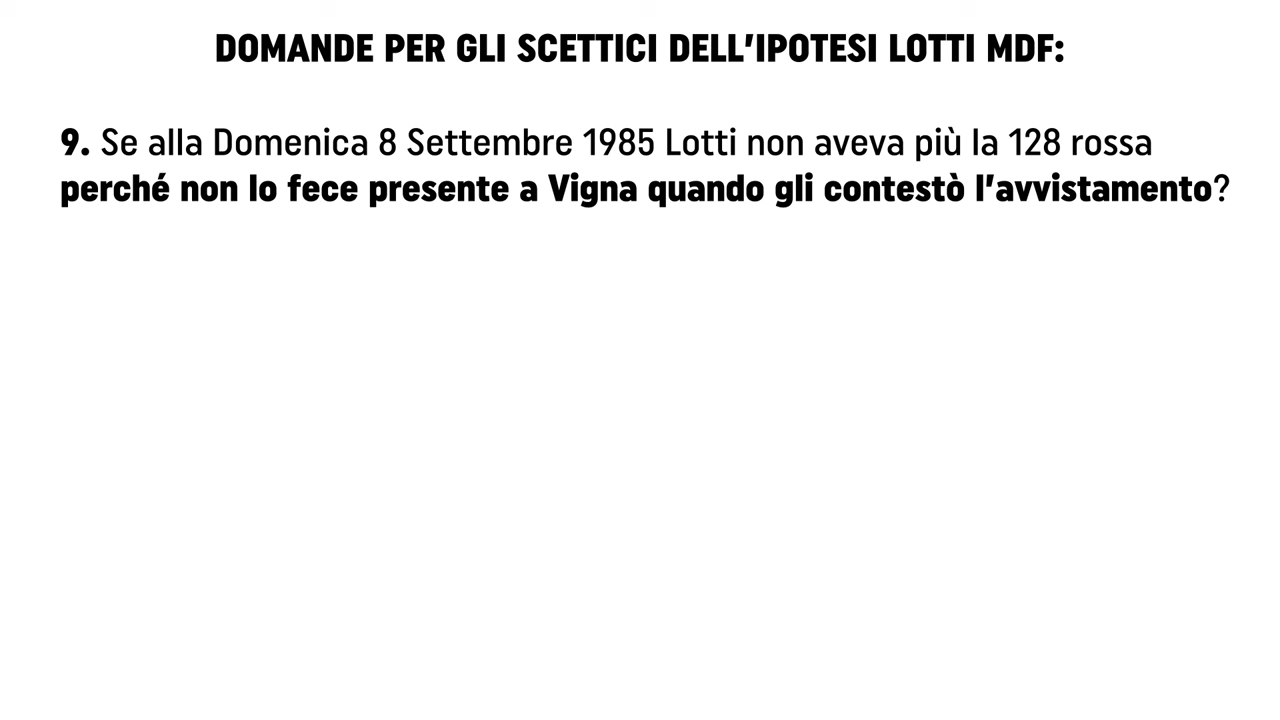 DOMANDE PER GLI SCETTICI DELL'IPOTESI LOTTI MDF:
9. Se alla Domenica 8 Settembre 1985 Lotti non aveva più la 128 rossa
perché non lo fece presente a Vigna quando gli contestò l'avvistamento?